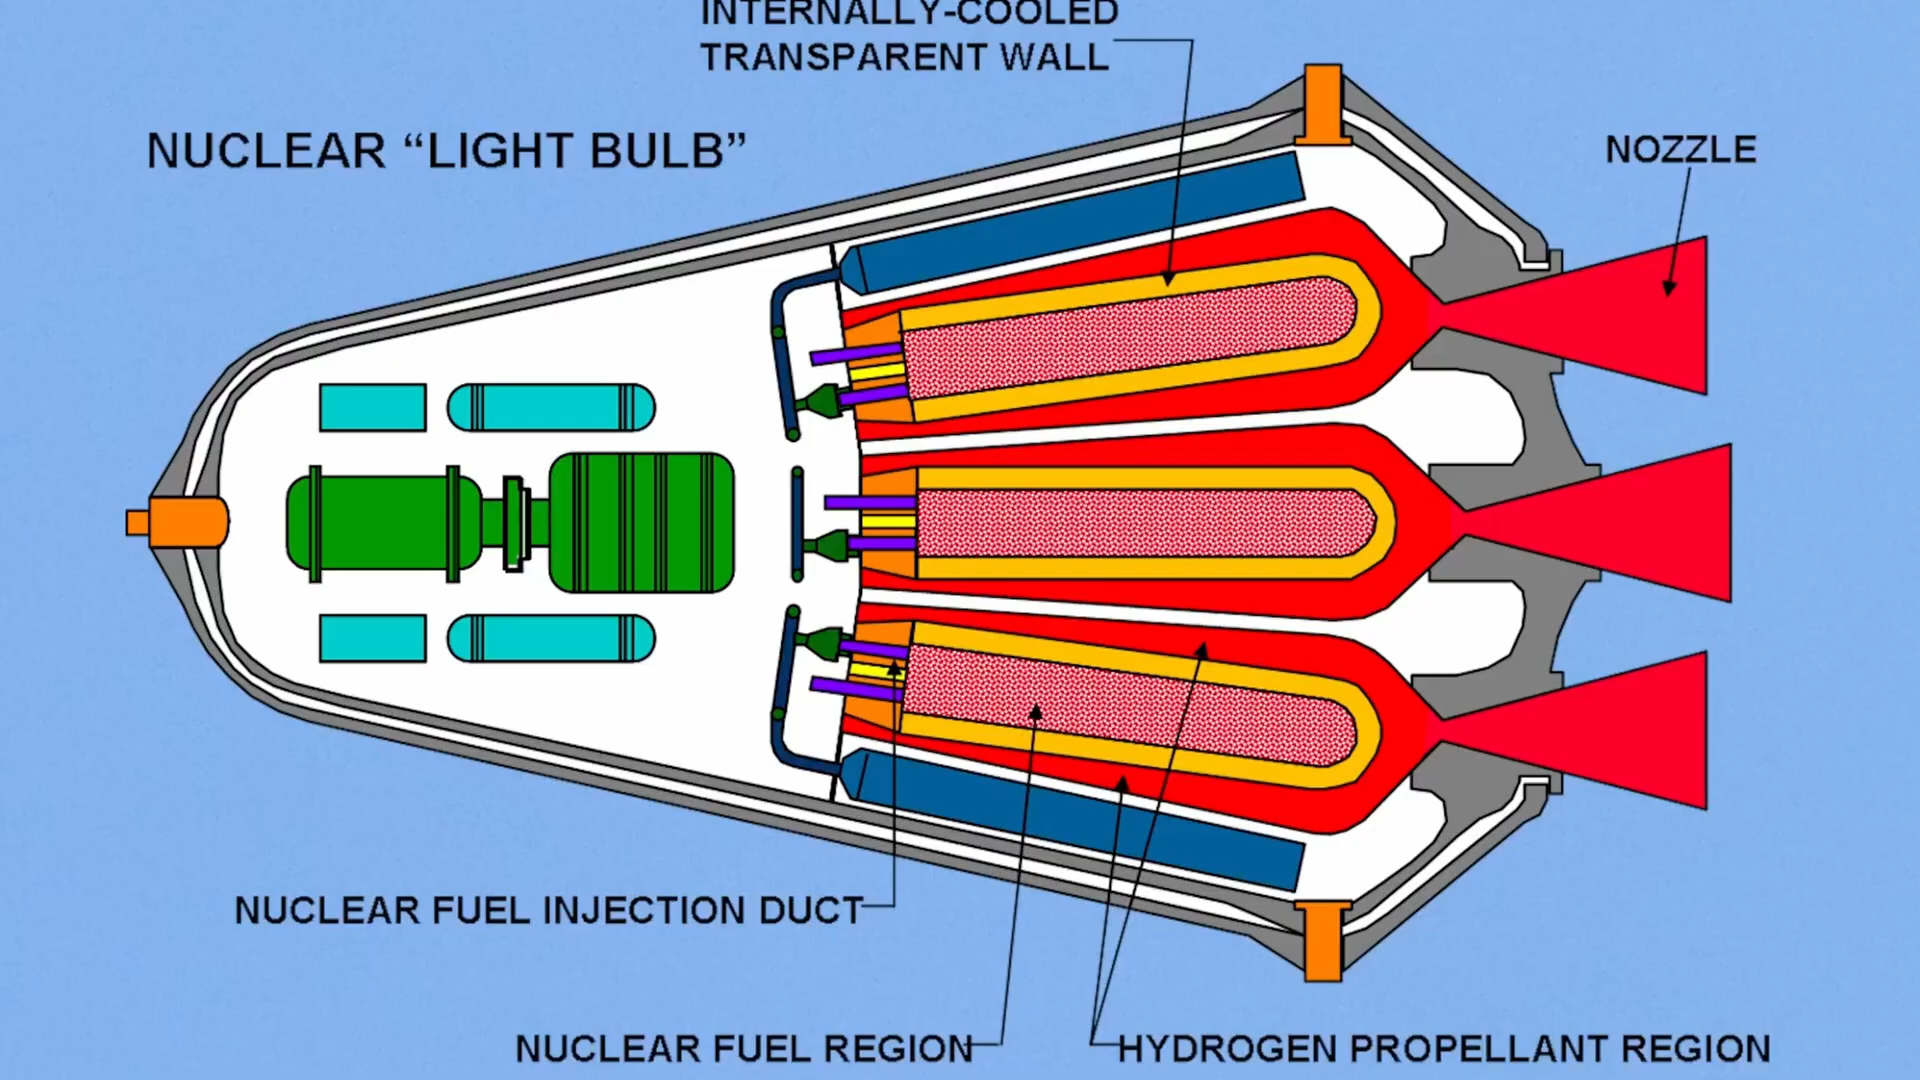 INTERNALLY-COOLED
TRANSPARENT WALL
NUCLEAR “LIGHT BULB”
NOZZLE
NUCLEAR FUEL INJECTION DUCT
NUCLEAR FUEL REGION
HYDROGEN PROPELLANT REGION